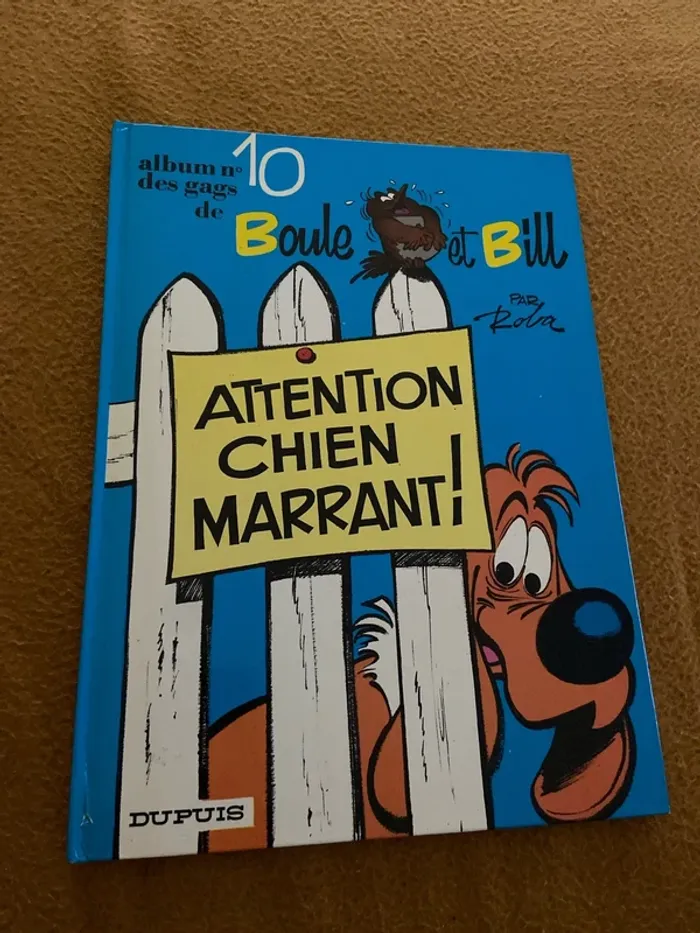 album n° 10
des gags
de
Boule et Bill
PAR
Roba
ATTENTION
CHIEN
MARRANT!
DUPUIS